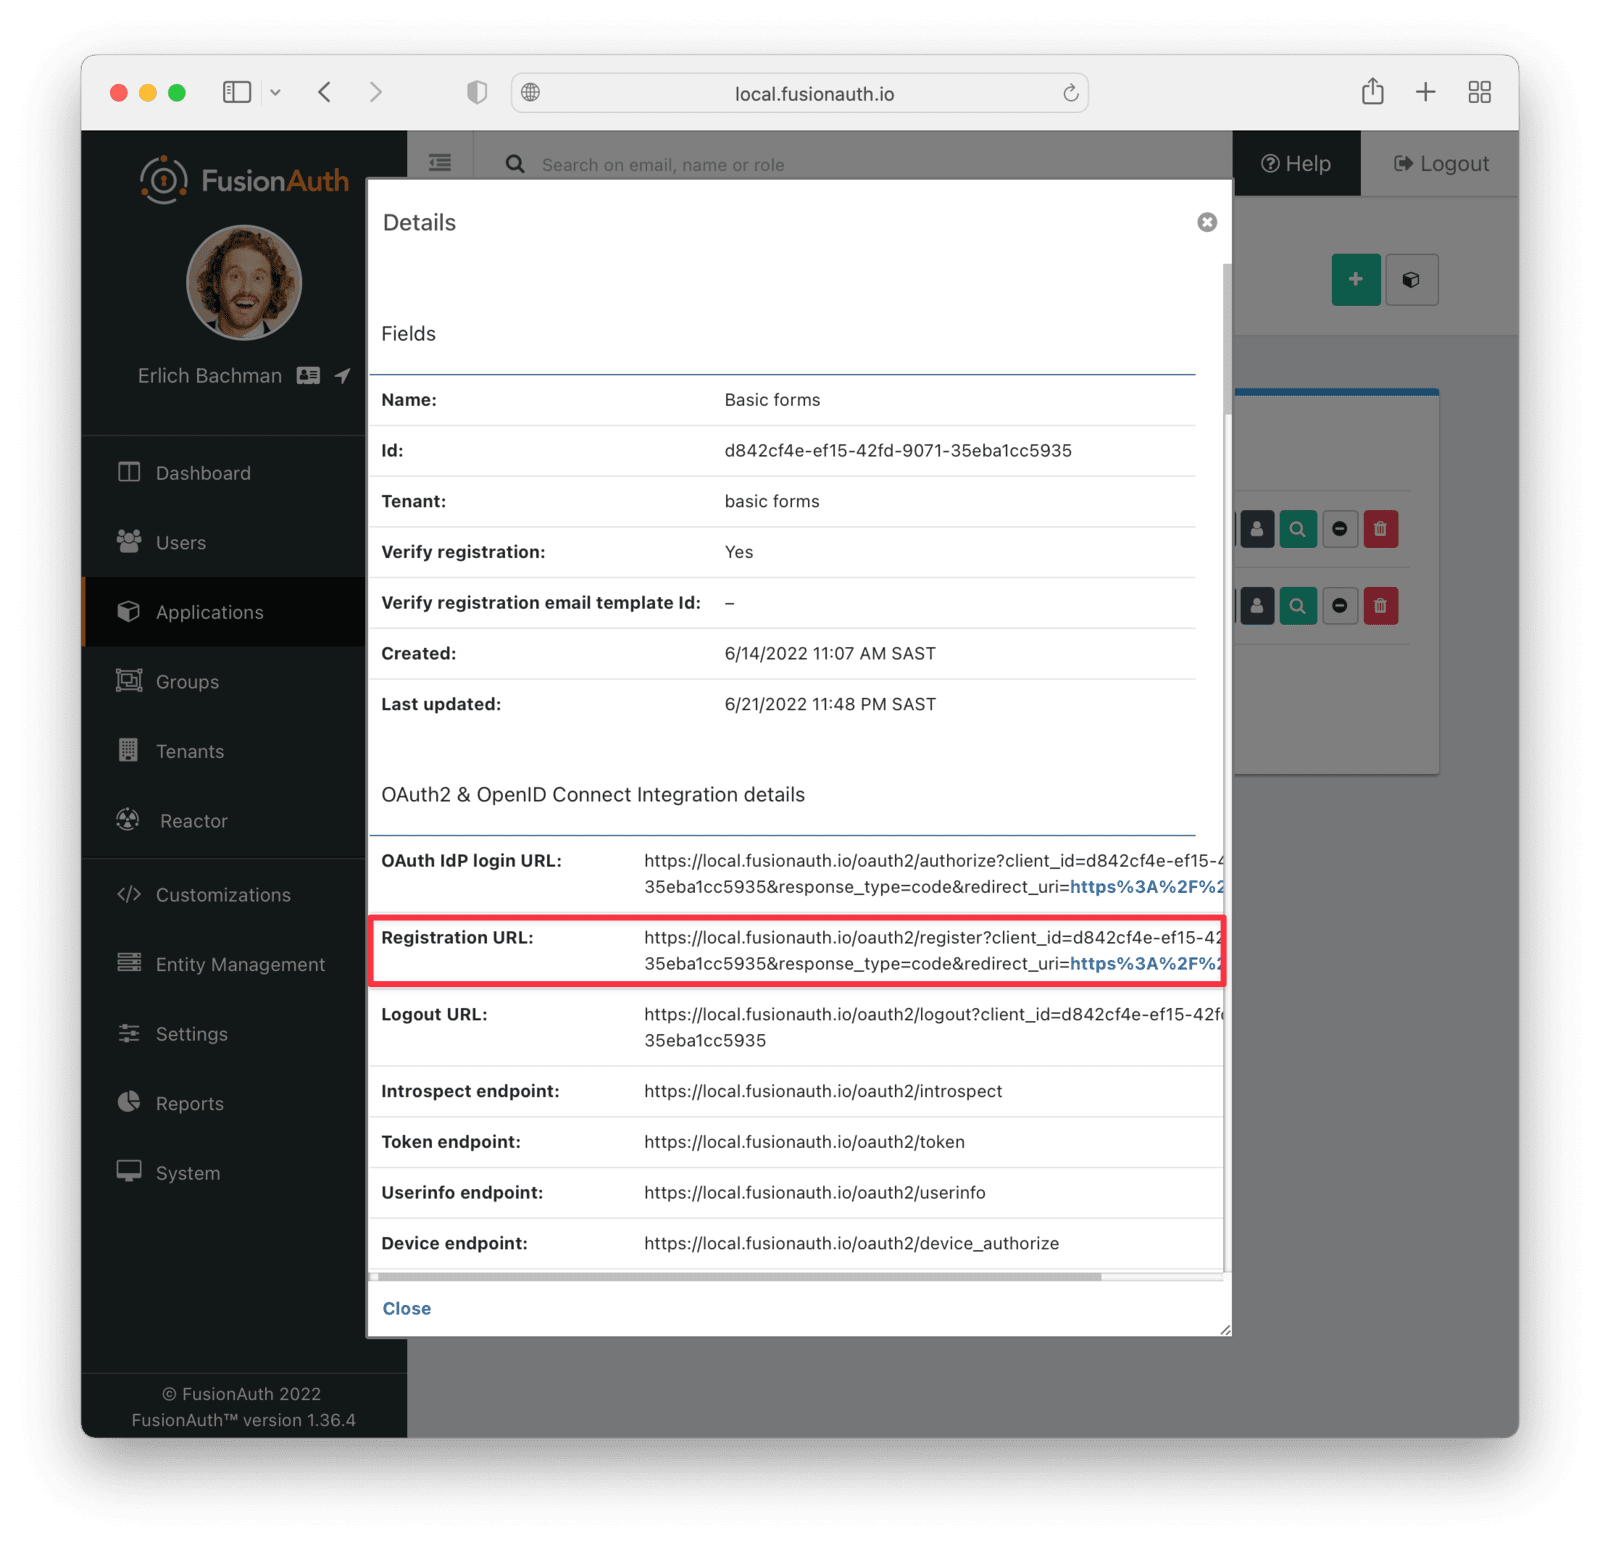 local.fusionauth.io
FusionAuth
Search on email, name or role
Help
Logout
Erlich Bachman
Dashboard
Users
Applications
Groups
Tenants
Reactor
Customizations
Entity Management
Settings
Reports
System
© FusionAuth 2022
FusionAuth™ version 1.36.4
Details
Fields
Name: Basic forms
Id: d842cf4e-ef15-42fd-9071-35eba1cc5935
Tenant: basic forms
Verify registration: Yes
Verify registration email template Id: –
Created: 6/14/2022 11:07 AM SAST
Last updated: 6/21/2022 11:48 PM SAST
OAuth2 & OpenID Connect Integration details
OAuth IdP login URL: https://local.fusionauth.io/oauth2/authorize?client_id=d842cf4e-ef15-4
35eba1cc5935&response_type=code&redirect_uri=https%3A%2F%2
Registration URL: https://local.fusionauth.io/oauth2/register?client_id=d842cf4e-ef15-42
35eba1cc5935&response_type=code&redirect_uri=https%3A%2F%2
Logout URL: https://local.fusionauth.io/oauth2/logout?client_id=d842cf4e-ef15-42f
35eba1cc5935
Introspect endpoint: https://local.fusionauth.io/oauth2/introspect
Token endpoint: https://local.fusionauth.io/oauth2/token
Userinfo endpoint: https://local.fusionauth.io/oauth2/userinfo
Device endpoint: https://local.fusionauth.io/oauth2/device_authorize
Close